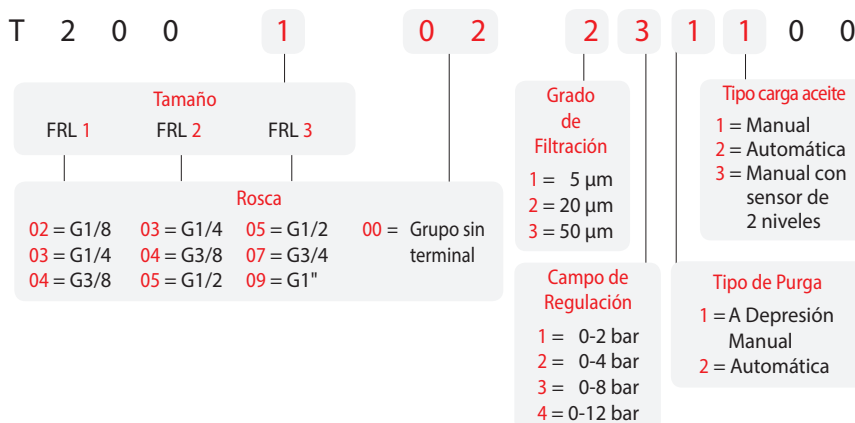 T 2 0 0 1 0 2 2 3 1 1 0 0
Tamaño
FRL 1 FRL 2 FRL 3
Rosca
02 = G1/8 03 = G1/4 05 = G1/2 00 = Grupo sin
03 = G1/4 04 = G3/8 07 = G3/4 terminal
04 = G3/8 05 = G1/2 09 = G1"
Grado
de
Filtración
1 = 5 µm
2 = 20 µm
3 = 50 µm
Campo de
Regulación
1 = 0-2 bar
2 = 0-4 bar
3 = 0-8 bar
4 = 0-12 bar
Tipo carga aceite
1 = Manual
2 = Automática
3 = Manual con
sensor de
2 niveles
Tipo de Purga
1 = A Depresión
Manual
2 = Automática